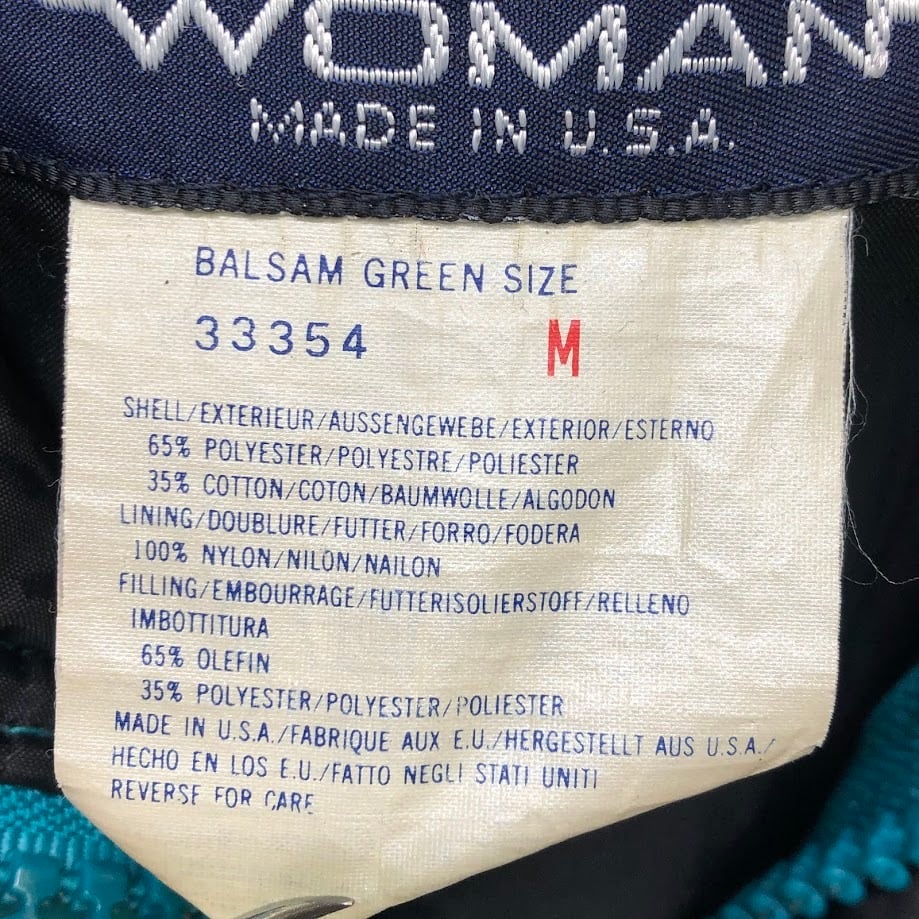 WOMAN
MADE IN U.S.A.
BALSAM GREEN SIZE
33354 M
SHELL/EXTERIEUR/AUSSENGEWEBE/EXTERIOR/ESTERNO
65% POLYESTER/POLYESTRE/POLIESTER
35% COTTON/COTON/BAUMWOLLE/ALGODON
LINING/DOUBLURE/FUTTER/FORRO/FODERA
100% NYLON/NILON/NAILON
FILLING/EMBOURRAGE/FUTTERISOLIERSTOFF/RELLENO
IMBOTTITURA
65% OLEFIN
35% POLYESTER/POLYESTER/POLIESTER
MADE IN U.S.A./FABRIQUE AUX E.U./HERGESTELLT AUS U.S.A./
HECHO EN LOS E.U./FATTO NEGLI STATI UNITI
REVERSE FOR CARE